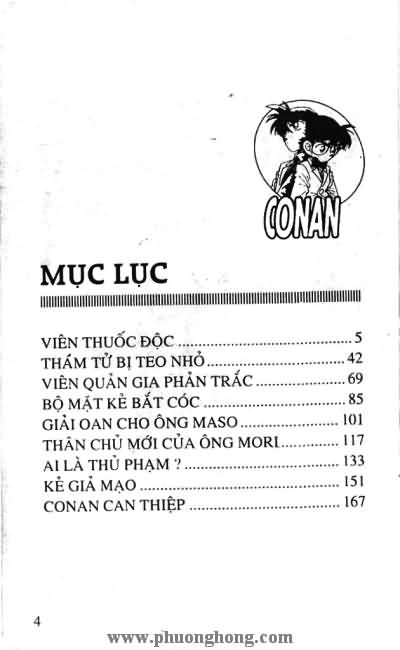 CONAN
MỤC LỤC
VIÊN THUỐC ĐỘC ........................................ 5
THÁM TỬ BỊ TEO NHỎ ................................ 42
VIÊN QUẢN GIA PHẢN TRẮC ..................... 69
BỘ MẶT KẺ BẮT CÓC ................................. 85
GIẢI OAN CHO ÔNG MASO ........................ 101
THÂN CHỦ MỚI CỦA ÔNG MORI .............. 117
AI LÀ THỦ PHẠM ? .................................... 133
KẺ GIẢ MẠO ............................................. 151
CONAN CAN THIỆP ................................... 167
4
www.phuonghong.com